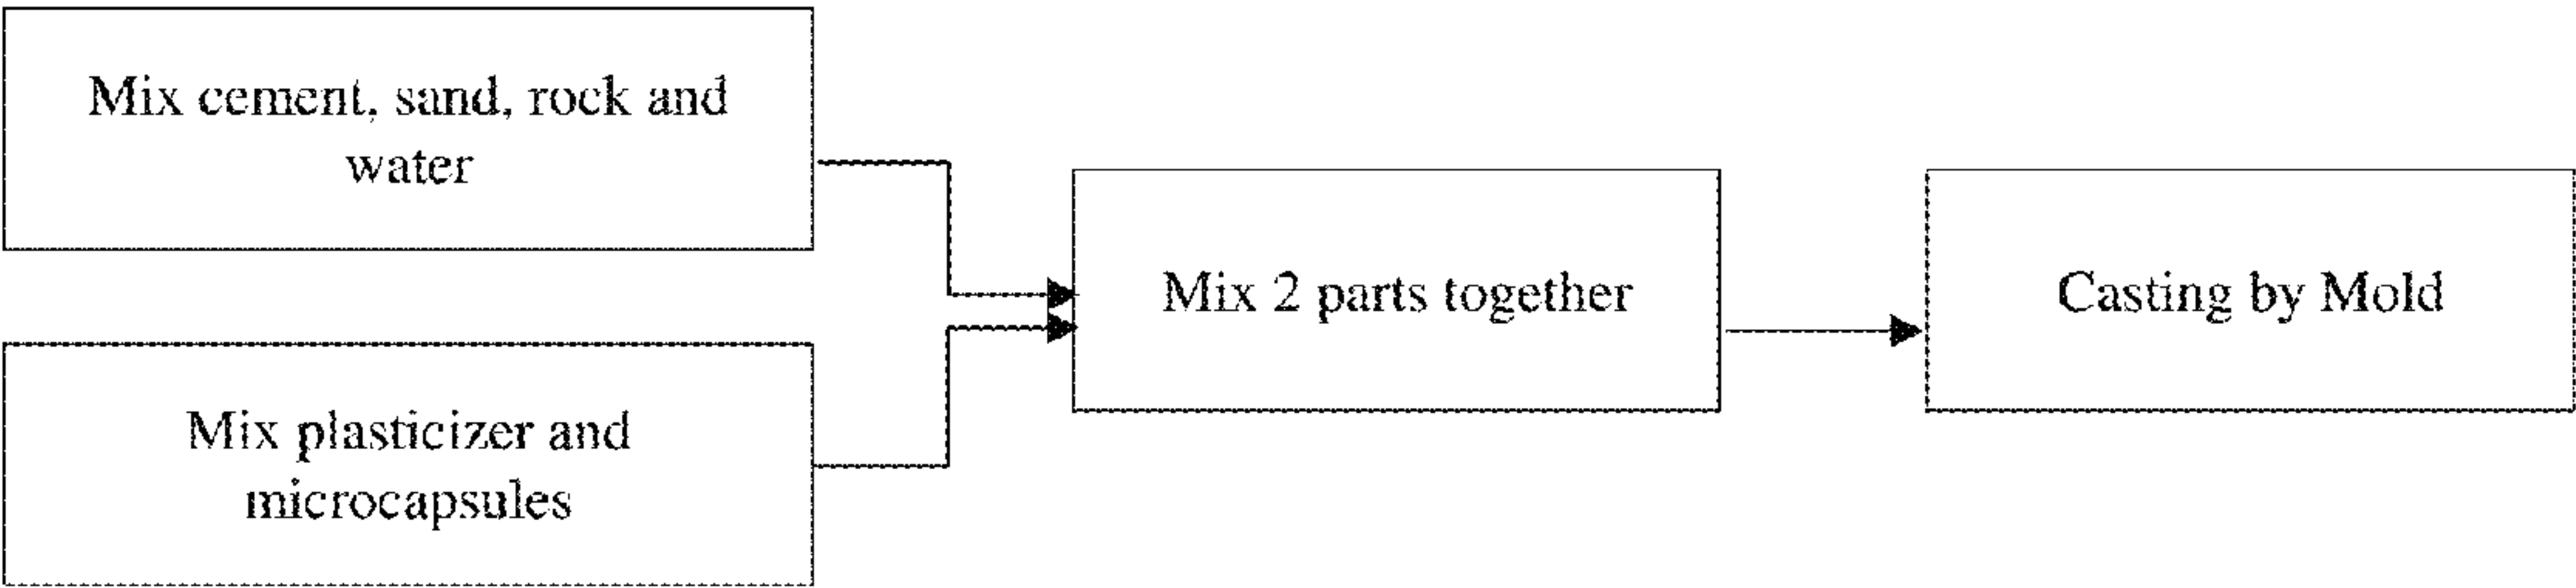 Mix cement, sand, rock and
water
Mix plasticizer and
microcapsules
Mix 2 parts together
Casting by Mold